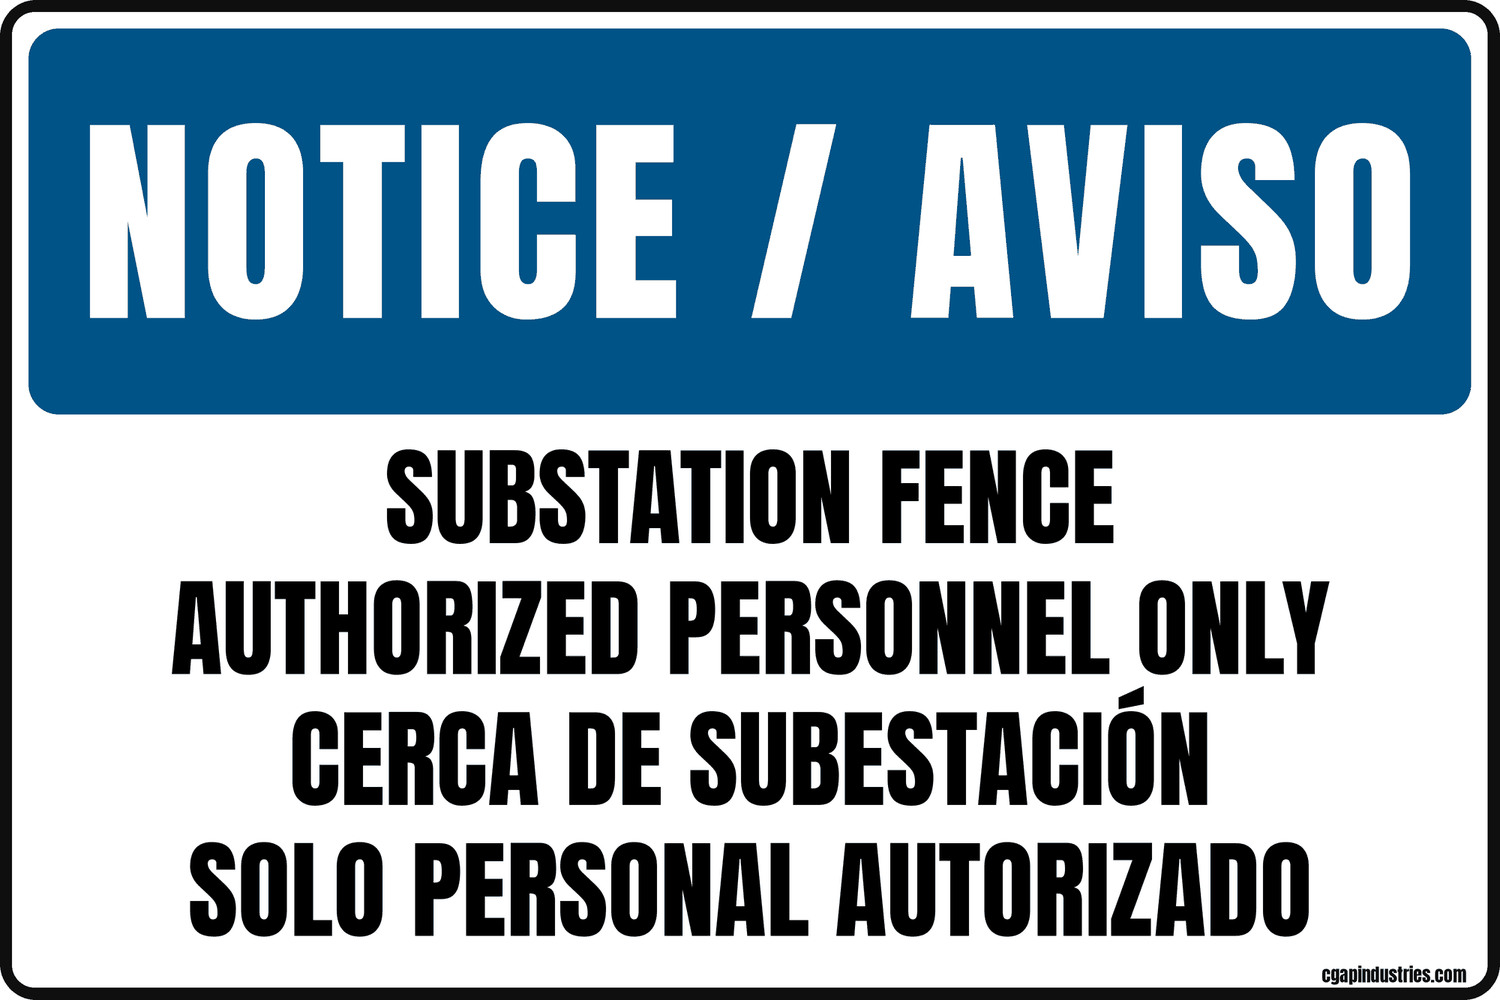 NOTICE / AVISO
SUBSTATION FENCE
AUTHORIZED PERSONNEL ONLY
CERCA DE SUBESTACIÓN
SOLO PERSONAL AUTORIZADO
cgapindustries.com